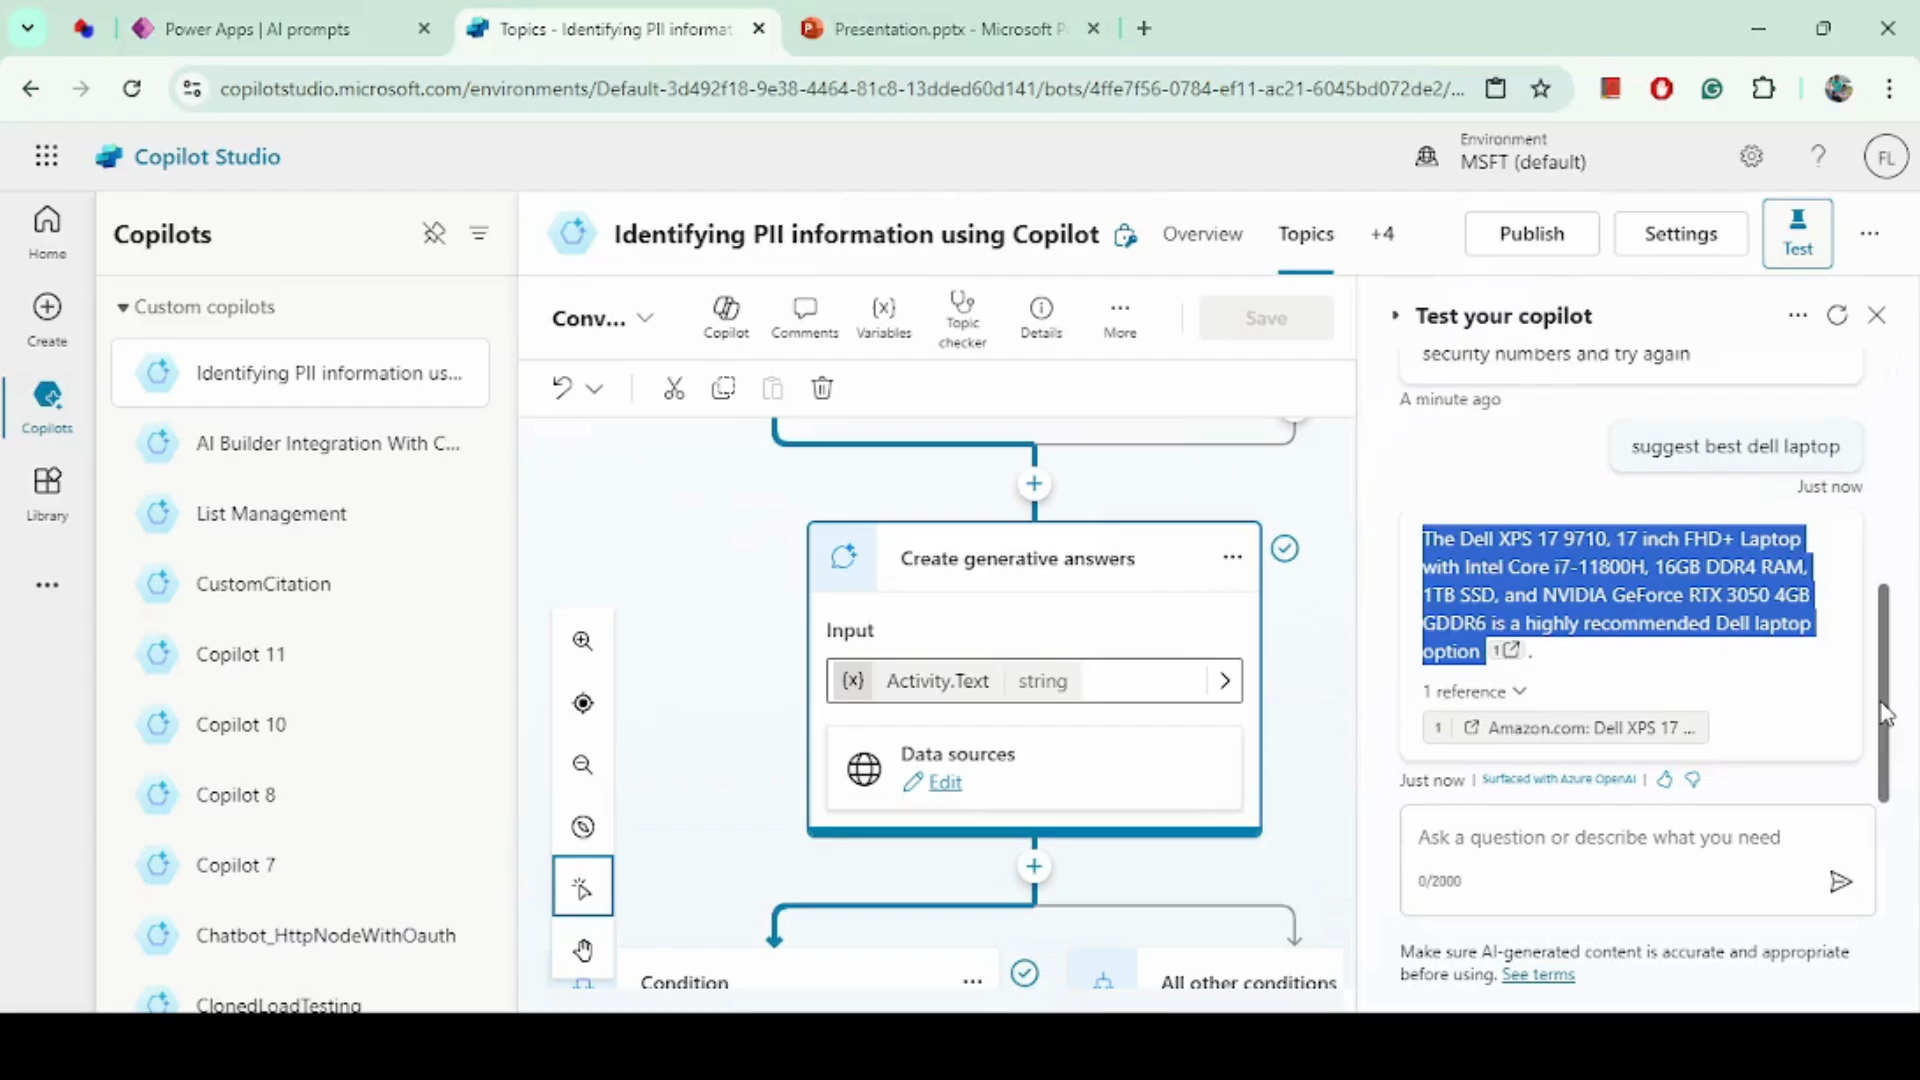 Power Apps | AI prompts
Topics - Identifying PII informat
Presentation.pptx - Microsoft P
copilotstudio.microsoft.com/environments/Default-3d492f18-9e38-4464-81c8-13dded60d141/bots/4ffe7f56-0784-ef11-ac21-6045bd072de2/...
Copilot Studio
Environment
MSFT (default)
FL
Home
Create
Copilots
Library
Copilots
Custom copilots
Identifying PII information us...
AI Builder Integration With C...
List Management
CustomCitation
Copilot 11
Copilot 10
Copilot 8
Copilot 7
Chatbot_HttpNodeWithOauth
ClonedLoadTesting
Identifying PII information using Copilot
Overview
Topics
+4
Publish
Settings
Test
Conv...
Copilot
Comments
Variables
Topic
checker
Details
More
Save
Create generative answers
Input
{x} Activity.Text string
Data sources
Edit
Condition
All other conditions
Test your copilot
security numbers and try again
A minute ago
suggest best dell laptop
Just now
The Dell XPS 17 9710, 17 inch FHD+ Laptop
with Intel Core i7-11800H, 16GB DDR4 RAM,
1TB SSD, and NVIDIA GeForce RTX 3050 4GB
GDDR6 is a highly recommended Dell laptop
option 1 .
1 reference
1 Amazon.com: Dell XPS 17 ...
Just now | Surfaced with Azure OpenAI |
Ask a question or describe what you need
0/2000
Make sure AI-generated content is accurate and appropriate
before using. See terms